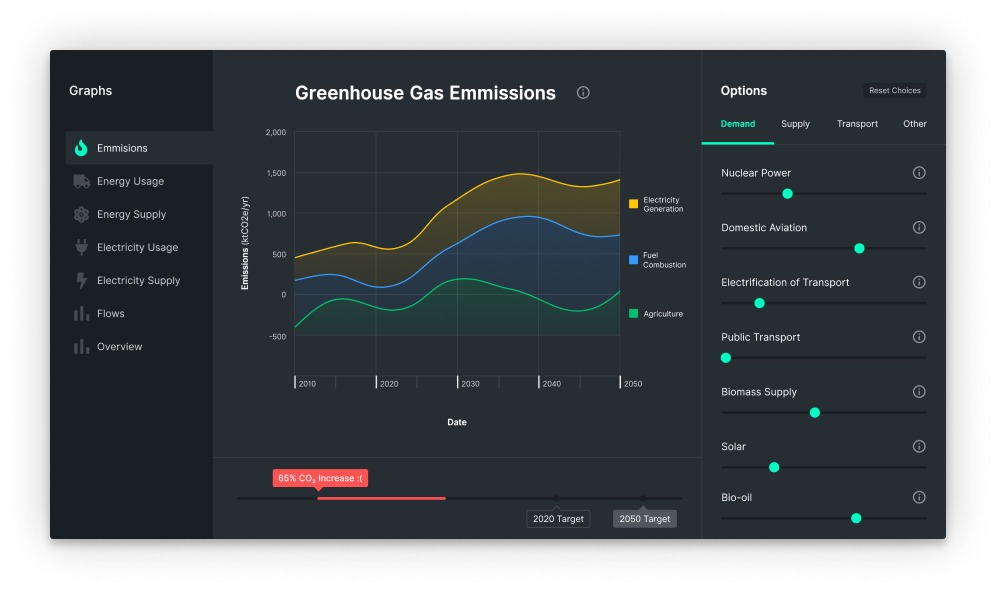 Graphs
Emmisions
Energy Usage
Energy Supply
Electricity Usage
Electricity Supply
Flows
Overview
Greenhouse Gas Emmissions
2,000
1,500
1,000
500
0
-500
Emissions (ktCO2e/yr)
2010
2020
2030
2040
2050
Date
Electricity
Generation
Fuel
Combustion
Agriculture
65% CO₂ Increase :(
2020 Target
2050 Target
Options
Reset Choices
Demand
Supply
Transport
Other
Nuclear Power
Domestic Aviation
Electrification of Transport
Public Transport
Biomass Supply
Solar
Bio-oil